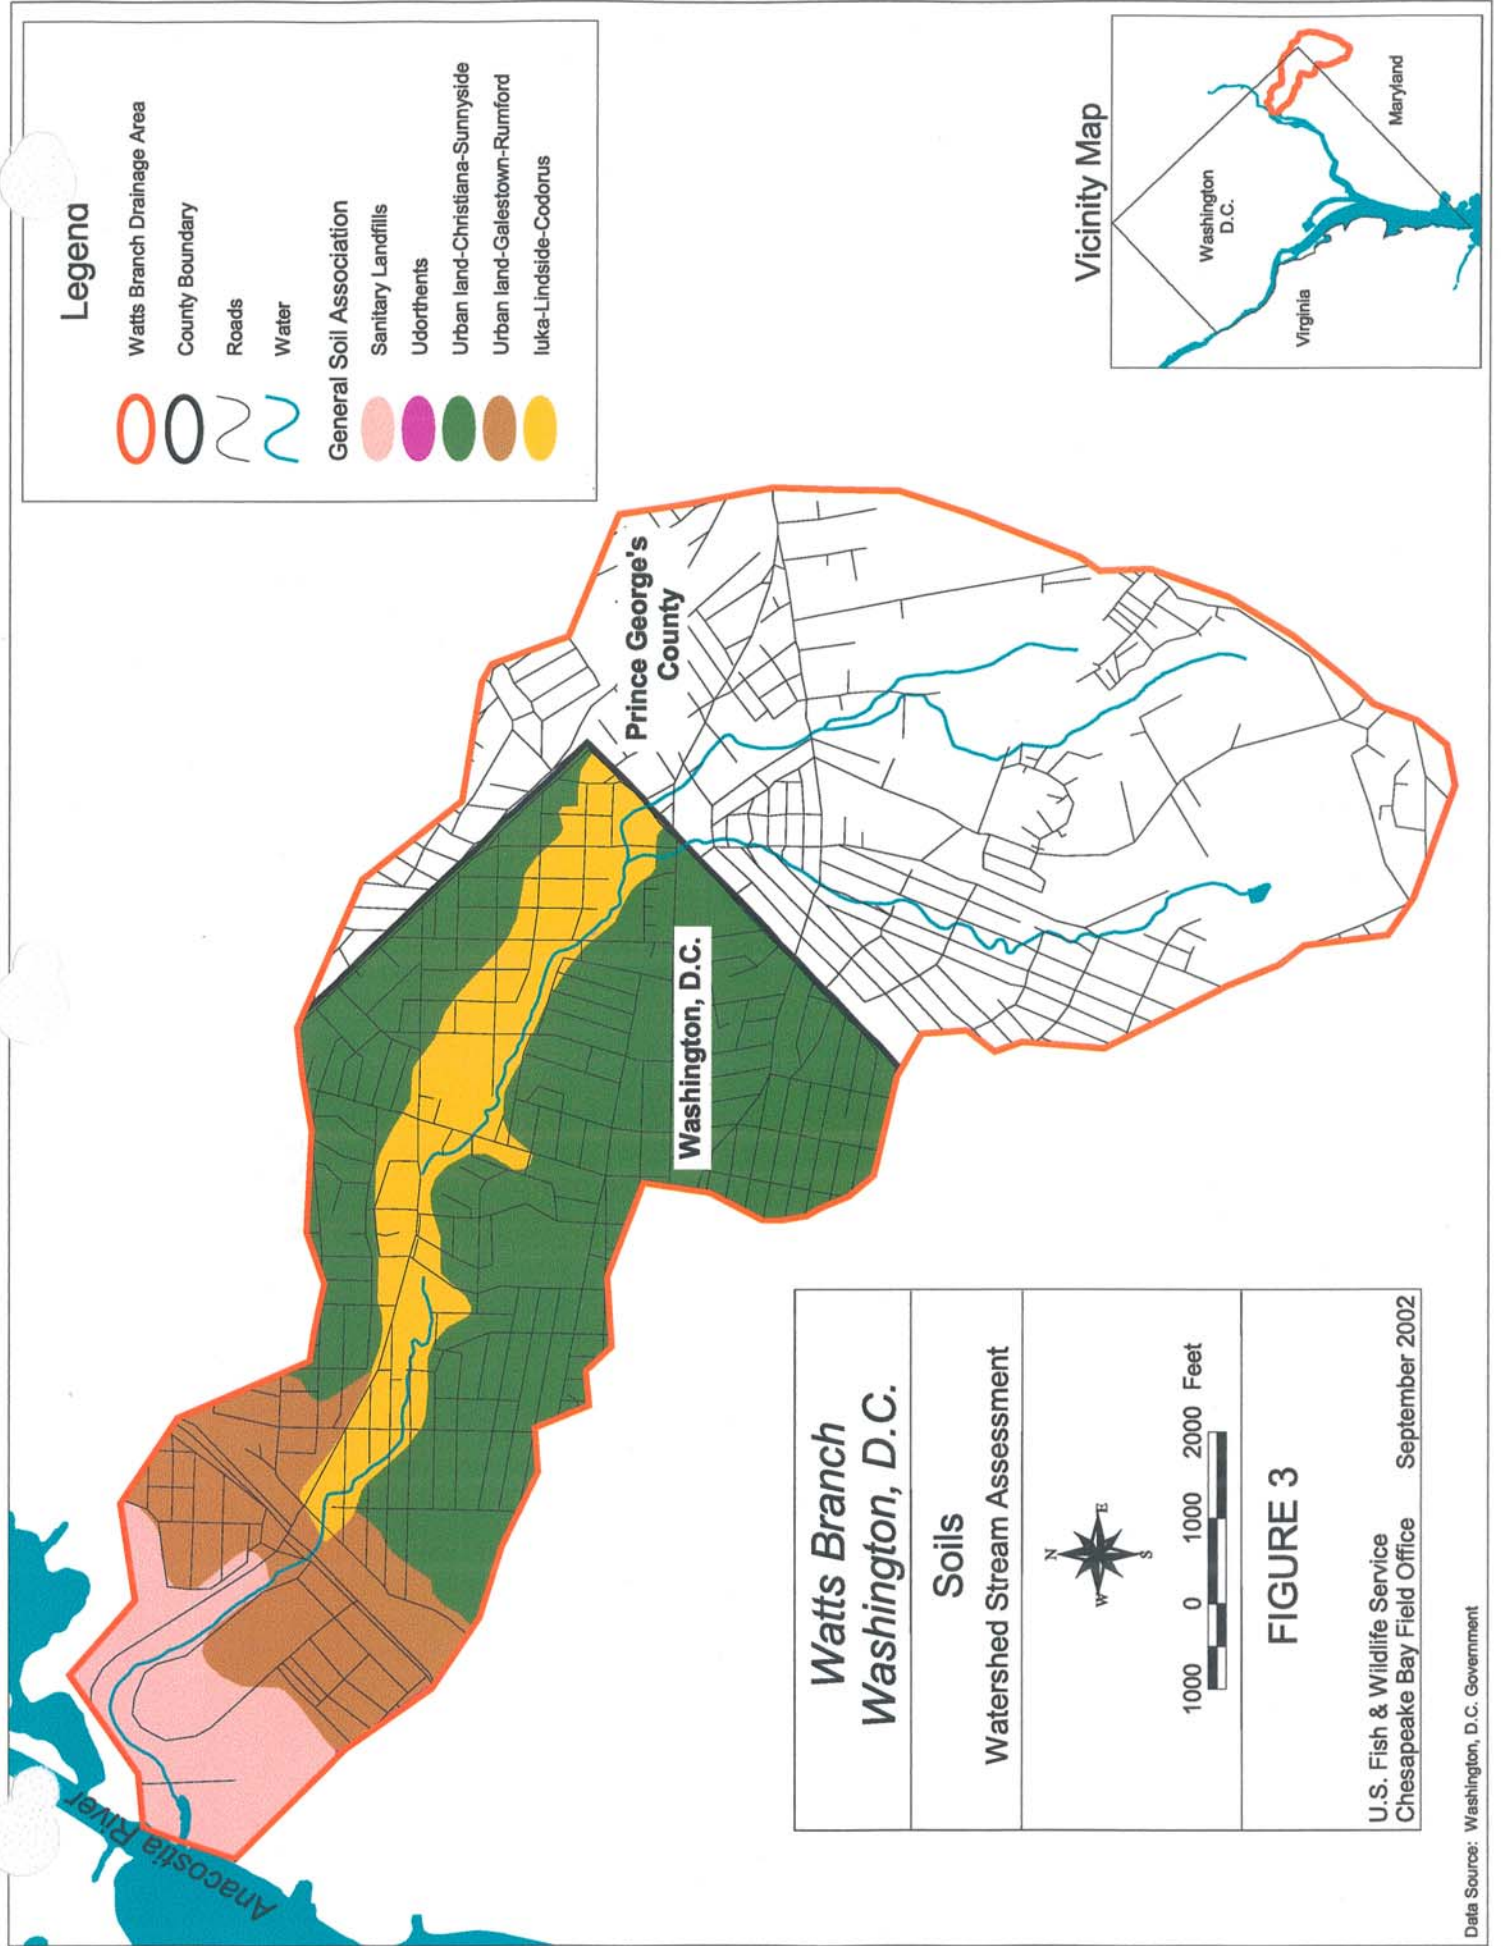 Legend
Watts Branch Drainage Area
County Boundary
Roads
Water
General Soil Association
Sanitary Landfills
Udorthents
Urban land-Christiana-Sunnyside
Urban land-Galestown-Rumford
Iuka-Lindside-Codorus
Anacostia River
Prince George's
County
Washington, D.C.
Vicinity Map
Washington
D.C.
Virginia
Maryland
Watts Branch
Washington, D.C.
Soils
Watershed Stream Assessment
N
W
E
S
1000 0 1000 2000 Feet
FIGURE 3
U.S. Fish & Wildlife Service
Chesapeake Bay Field Office September 2002
Data Source: Washington, D.C. Government